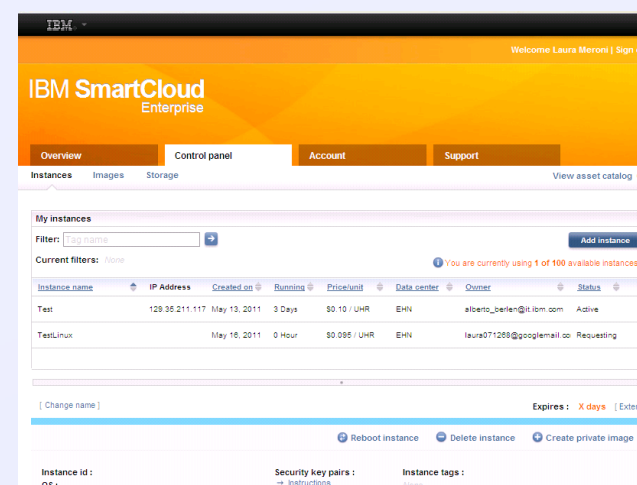 IBM
Welcome Laura Meroni | Sign
IBM SmartCloud
Enterprise
Overview Control panel Account Support
Instances Images Storage View asset catalog
My instances
Filter: Tag name Add instance
Current filters: None You are currently using 1 of 100 available instances
Instance name IP Address Created on Running Price/unit Data center Owner Status
Test 129.35.211.117 May 13, 2011 3 Days $0.10 / UHR EHN alberto_berlen@it.ibm.com Active
TestLinux May 16, 2011 0 Hour $0.095 / UHR EHN laura071268@googlemail.co Requesting
[ Change name ] Expires : X days [ Exte
Reboot instance Delete instance Create private image
Instance id : Security key pairs : Instance tags :
OS : → Instructions None